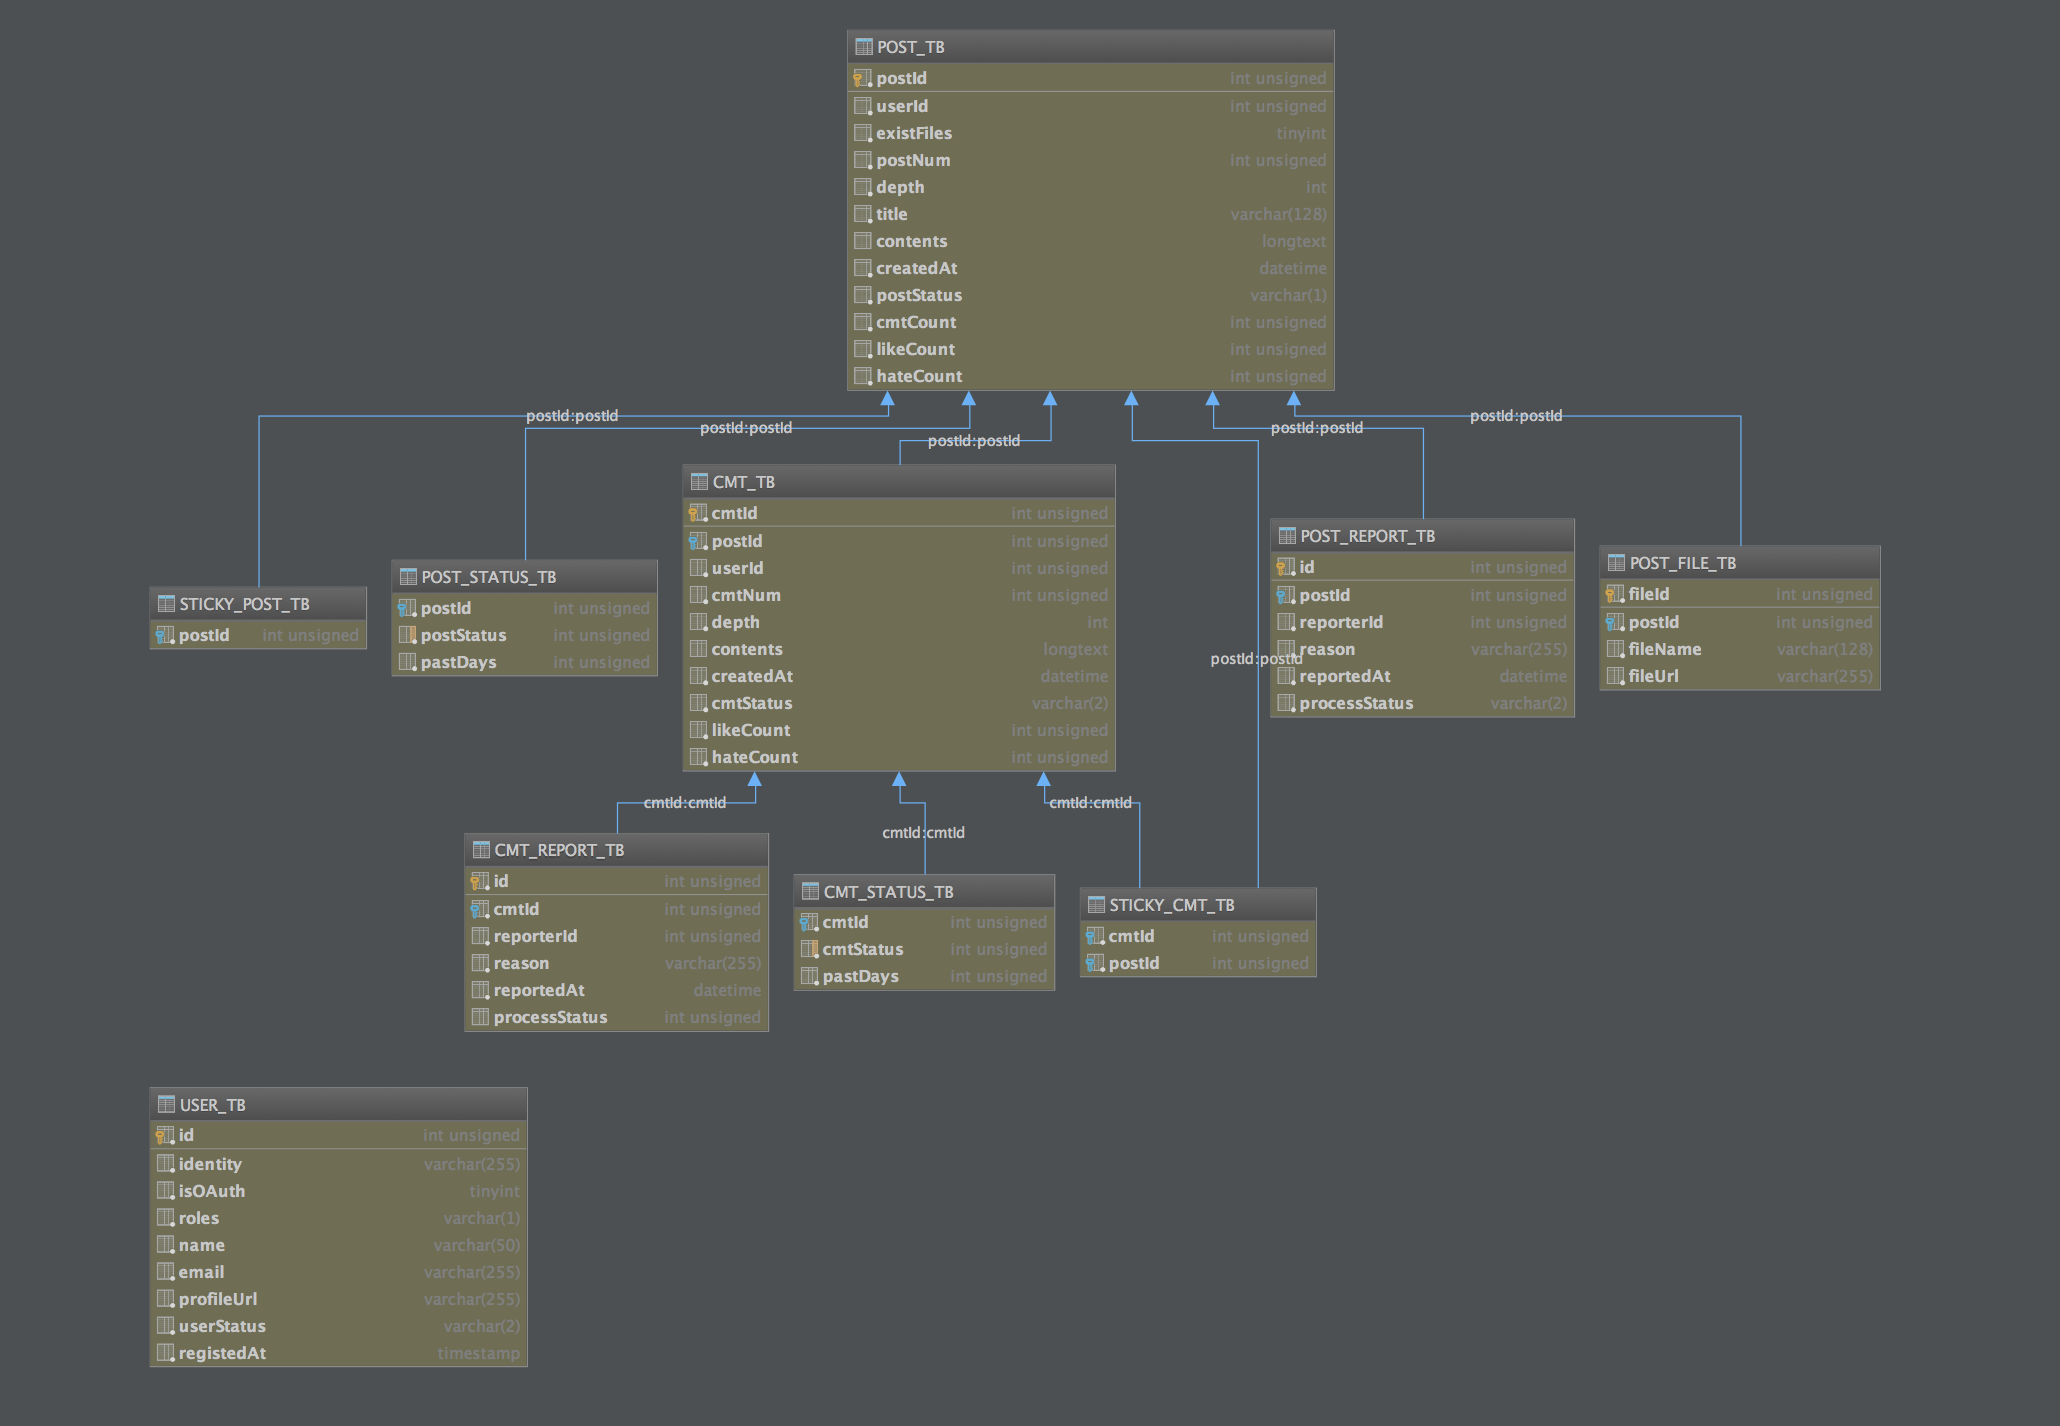 POST_TB
postId int unsigned
userId int unsigned
existFiles tinyint
postNum int unsigned
depth int
title varchar(128)
contents longtext
createdAt datetime
postStatus varchar(1)
cmtCount int unsigned
likeCount int unsigned
hateCount int unsigned
postId:postId
postId:postId
postId:postId
postId:postId
postId:postId
postId:postId
STICKY_POST_TB
postId int unsigned
POST_STATUS_TB
postId int unsigned
postStatus int unsigned
pastDays int unsigned
CMT_TB
cmtId int unsigned
postId int unsigned
userId int unsigned
cmtNum int unsigned
depth int
contents longtext
createdAt datetime
cmtStatus varchar(2)
likeCount int unsigned
hateCount int unsigned
POST_REPORT_TB
id int unsigned
postId int unsigned
reporterId int unsigned
reason varchar(255)
reportedAt datetime
processStatus varchar(2)
POST_FILE_TB
fileId int unsigned
postId int unsigned
fileName varchar(128)
fileUrl varchar(255)
cmtId:cmtId
cmtId:cmtId
cmtId:cmtId
CMT_REPORT_TB
id int unsigned
cmtId int unsigned
reporterId int unsigned
reason varchar(255)
reportedAt datetime
processStatus int unsigned
CMT_STATUS_TB
cmtId int unsigned
cmtStatus int unsigned
pastDays int unsigned
STICKY_CMT_TB
cmtId int unsigned
postId int unsigned
USER_TB
id int unsigned
identity varchar(255)
isOAuth tinyint
roles varchar(1)
name varchar(50)
email varchar(255)
profileUrl varchar(255)
userStatus varchar(2)
registedAt timestamp